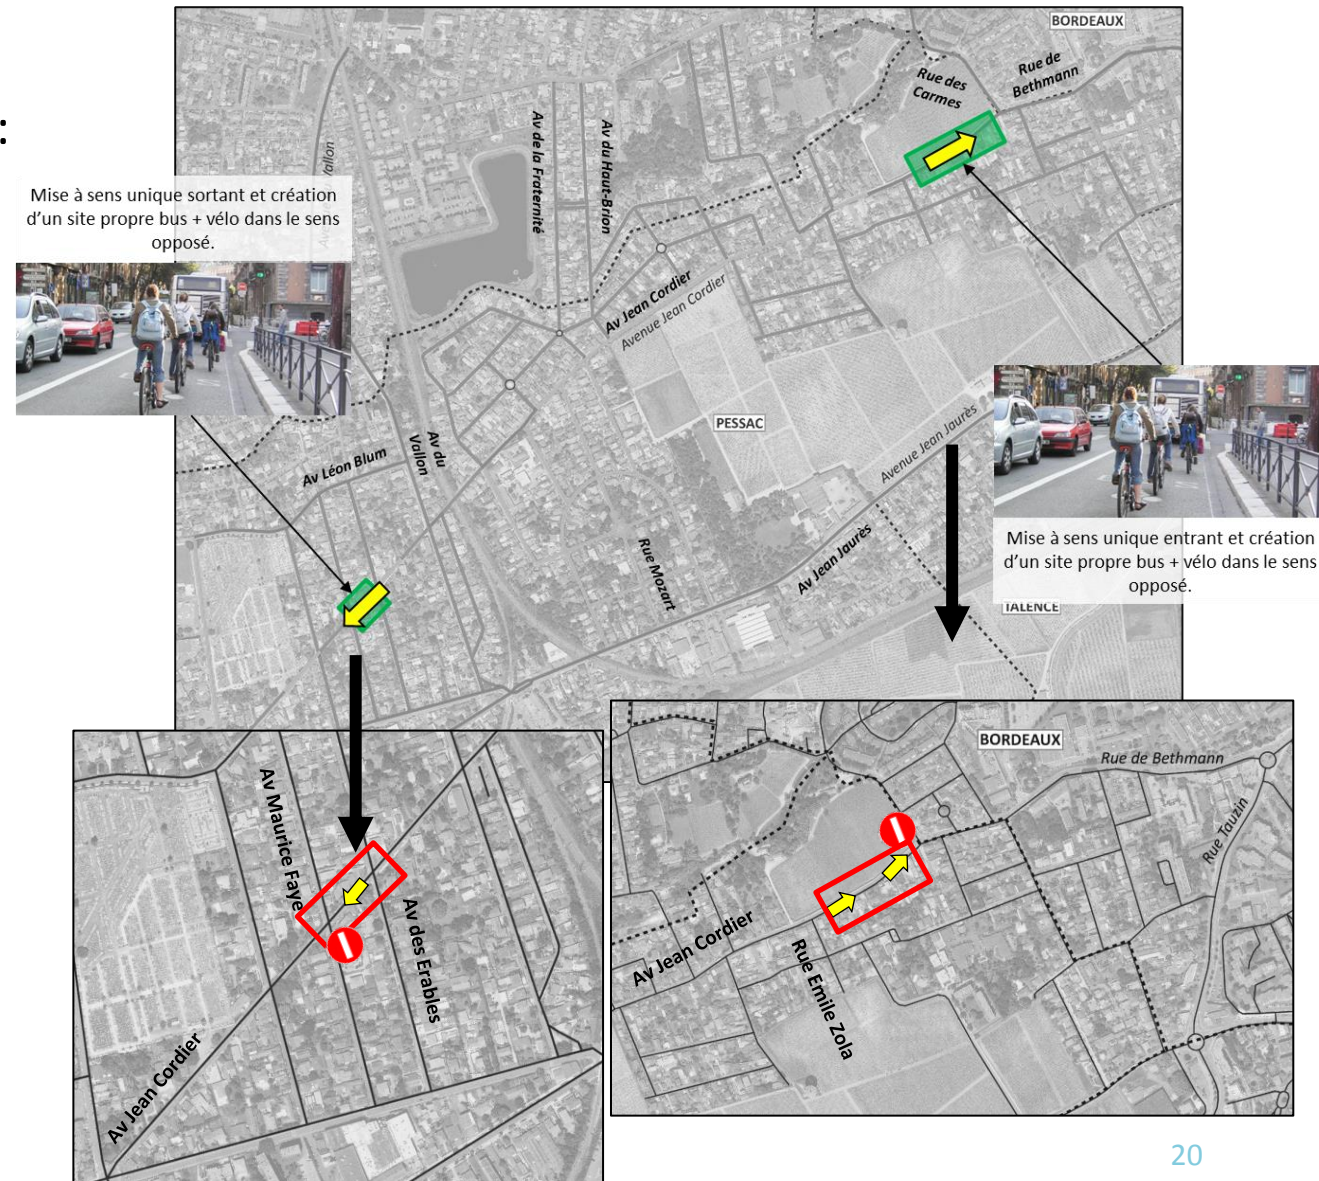 :
BORDEAUX
Rue de
Bethmann
Rue des
Carmes
Av de la Fraternité
Av du Haut-Brion
Mise à sens unique sortant et création
d'un site propre bus + vélo dans le sens
opposé.
Av Jean Cordier
Avenue Jean Cordier
PESSAC
Avenue Jean Jaurès
Av Jean Jaurès
Av du
Vallon
Av Léon Blum
Rue Mozart
Mise à sens unique entrant et création
d'un site propre bus + vélo dans le sens
opposé.
TALENCE
Av Maurice Faye
Av des Erables
Av Jean Cordier
BORDEAUX
Rue de Bethmann
Rue Tauzin
Av Jean Cordier
Rue Emile Zola
20